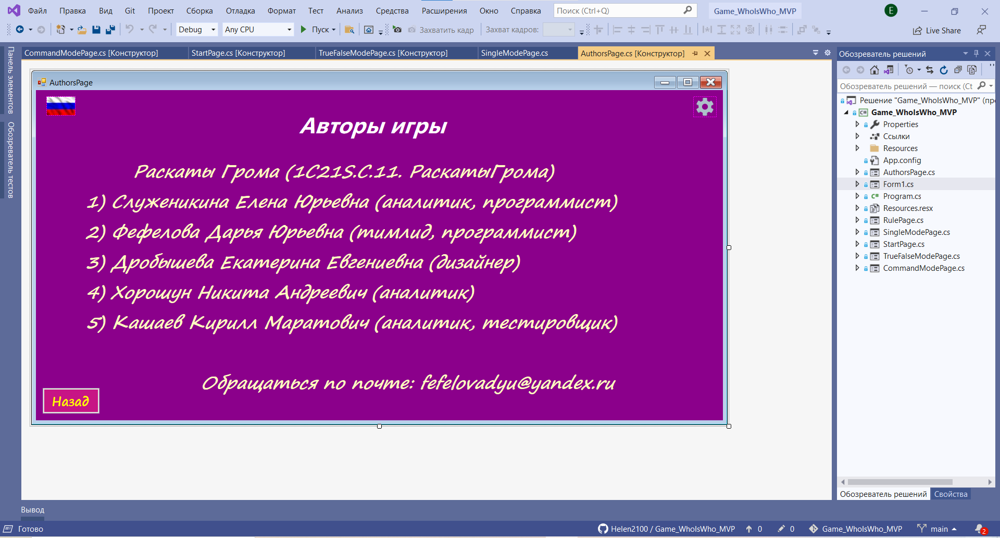 Файл Правка Вид Git Проект Сборка Отладка Формат Тест Анализ Средства Расширения Окно Справка Поиск (Ctrl+Q) Game_WhoIsWho_MVP E
Debug Any CPU Пуск Захватить кадр Захват кадров: Live Share
Панель элементов
Обозреватель тестов
CommandModePage.cs [Конструктор] StartPage.cs [Конструктор] TrueFalseModePage.cs [Конструктор] SingleModePage.cs AuthorsPage.cs [Конструктор]
AuthorsPage
Авторы игры
Раскаты Грома (1C21S.C.11. РаскатыГрома)
1) Служеникина Елена Юрьевна (аналитик, программист)
2) Фефелова Дарья Юрьевна (тимлид, программист)
3) Дробышева Екатерина Евгениевна (дизайнер)
4) Хорошун Никита Андреевич (аналитик)
5) Кашаев Кирилл Маратович (аналитик, тестировщик)
Обращаться по почте: fefelovadyu@yandex.ru
Назад
Обозреватель решений
Обозреватель решений — поиск (Ct
Решение "Game_WhoIsWho_MVP" (про
Game_WhoIsWho_MVP
Properties
Ссылки
Resources
App.config
AuthorsPage.cs
Form1.cs
Program.cs
Resources.resx
RulePage.cs
SingleModePage.cs
StartPage.cs
TrueFalseModePage.cs
CommandModePage.cs
Обозреватель решений Свойства
Вывод
Готово Helen2100 / Game_WhoIsWho_MVP 0 0 Game_WhoIsWho_MVP main 2